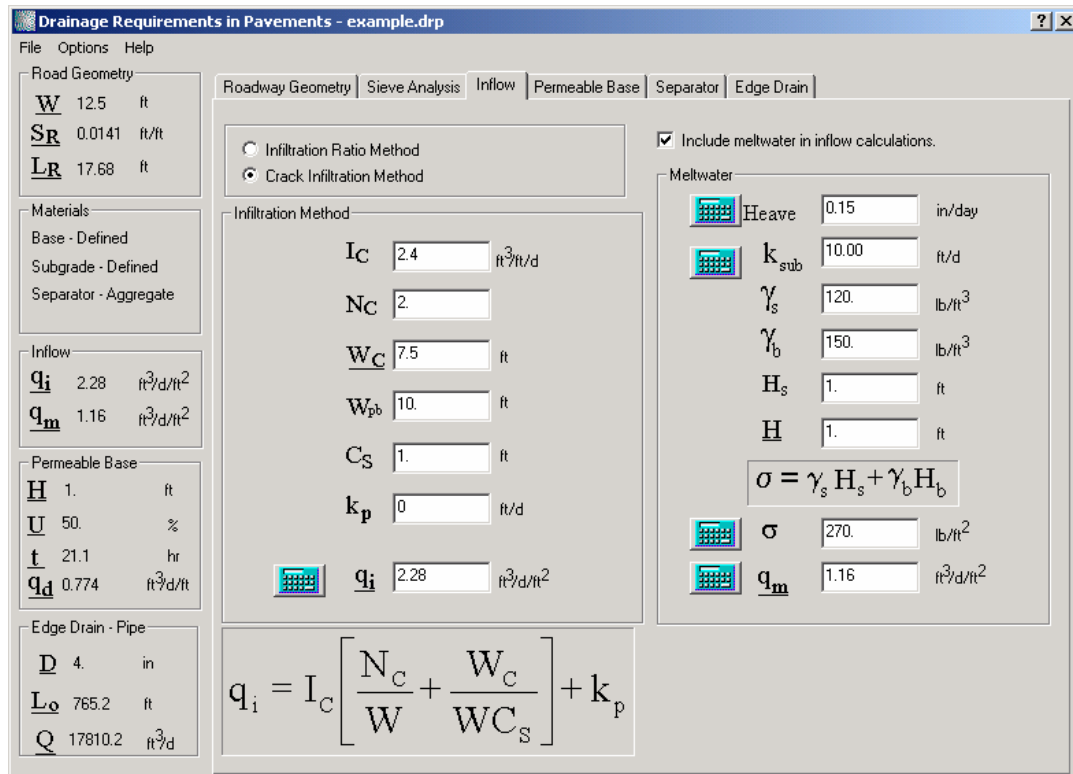 Drainage Requirements in Pavements - example.drp
File Options Help
Road Geometry
W 12.5 ft
SR 0.0141 ft/ft
LR 17.68 ft
Materials
Base - Defined
Subgrade - Defined
Separator - Aggregate
Inflow
qi 2.28 ft3/d/ft2
qm 1.16 ft3/d/ft2
Permeable Base
H 1. ft
U 50. %
t 21.1 hr
qd 0.774 ft3/d/ft
Edge Drain - Pipe
D 4. in
Lo 765.2 ft
Q 17810.2 ft3/d
Roadway Geometry Sieve Analysis Inflow Permeable Base Separator Edge Drain
Infiltration Ratio Method
Crack Infiltration Method
Infiltration Method
IC 2.4 ft3/ft/d
NC 2.
WC 7.5 ft
Wpb 10. ft
CS 1. ft
kp 0 ft/d
qi 2.28 ft3/d/ft2
qi = IC [ NC/W + WC/WCS ] + kp
Include meltwater in inflow calculations.
Meltwater
Heave 0.15 in/day
ksub 10.00 ft/d
γs 120. lb/ft3
γb 150. lb/ft3
Hs 1. ft
H 1. ft
σ = γs Hs + γb Hb
σ 270. lb/ft2
qm 1.16 ft3/d/ft2